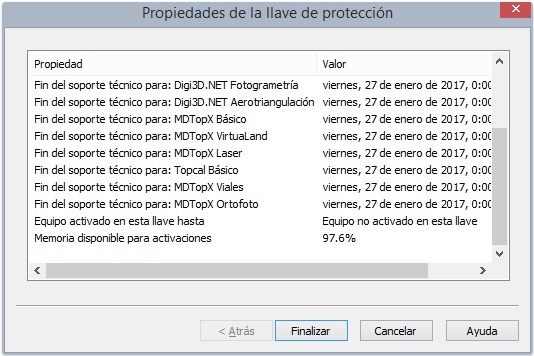 Propiedades de la llave de protección
Propiedad Valor
Fin del soporte técnico para: Digi3D.NET Fotogrametría viernes, 27 de enero de 2017, 0:00
Fin del soporte técnico para: Digi3D.NET Aerotriangulación viernes, 27 de enero de 2017, 0:00
Fin del soporte técnico para: MDTopX Básico viernes, 27 de enero de 2017, 0:00
Fin del soporte técnico para: MDTopX VirtuaLand viernes, 27 de enero de 2017, 0:00
Fin del soporte técnico para: MDTopX Laser viernes, 27 de enero de 2017, 0:00
Fin del soporte técnico para: Topcal Básico viernes, 27 de enero de 2017, 0:00
Fin del soporte técnico para: MDTopX Viales viernes, 27 de enero de 2017, 0:00
Fin del soporte técnico para: MDTopX Ortofoto viernes, 27 de enero de 2017, 0:00
Equipo activado en esta llave hasta Equipo no activado en esta llave
Memoria disponible para activaciones 97.6%
< Atrás Finalizar Cancelar Ayuda